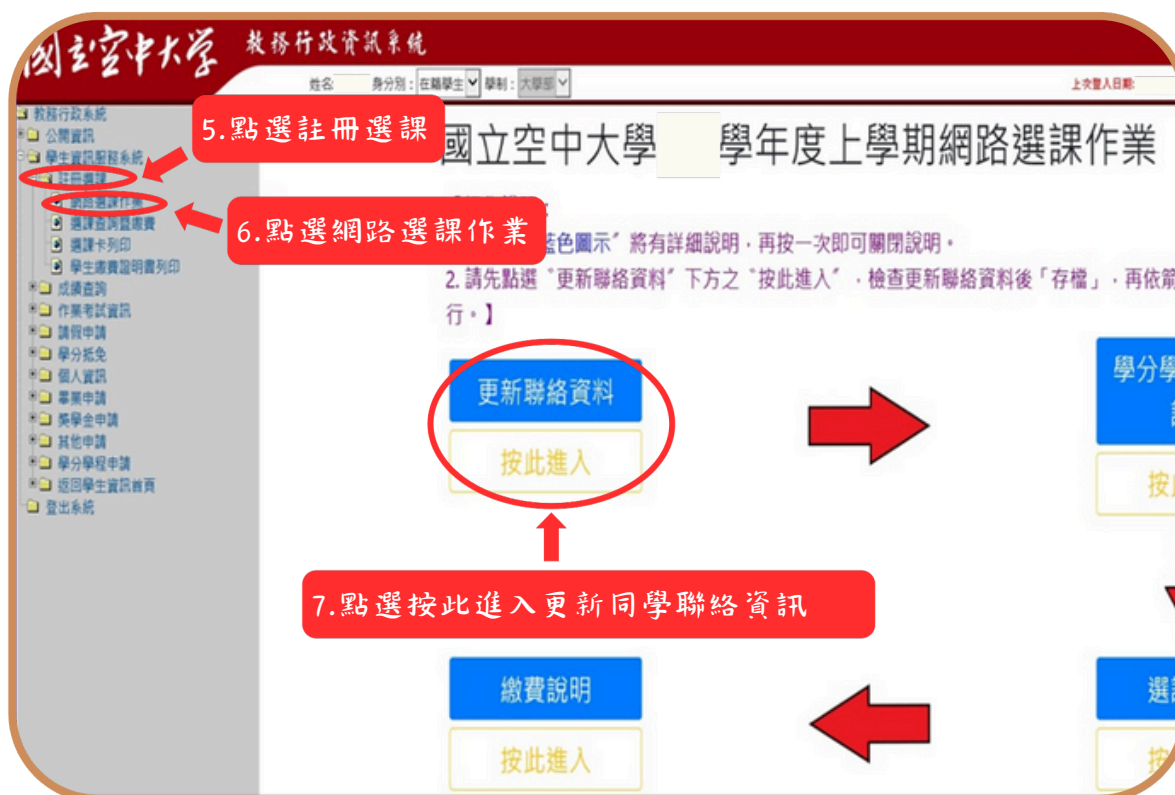 國立空中大學 教務行政資訊系統
姓名 身分別：在籍學生 學制：大學部 上次登入日期:
教務行政系統
公開資訊
學生資訊服務系統
註冊選課
網路選課作業
選課查詢暨繳費
選課卡列印
學生繳費證明書列印
成績查詢
作業考試資訊
請假申請
學分抵免
個人資訊
畢業申請
獎學金申請
其他申請
學分學程申請
返回學生資訊首頁
登出系統
5.點選註冊選課
6.點選網路選課作業
國立空中大學 學年度上學期網路選課作業
藍色圖示〞將有詳細說明，再按一次即可關閉說明。
2. 請先點選〝更新聯絡資料〞下方之〝按此進入〞，檢查更新聯絡資料後「存檔」，再依箭
行。】
更新聯絡資料
按此進入
學分學
按此
7.點選按此進入更新同學聯絡資訊
繳費說明
按此進入
選
按